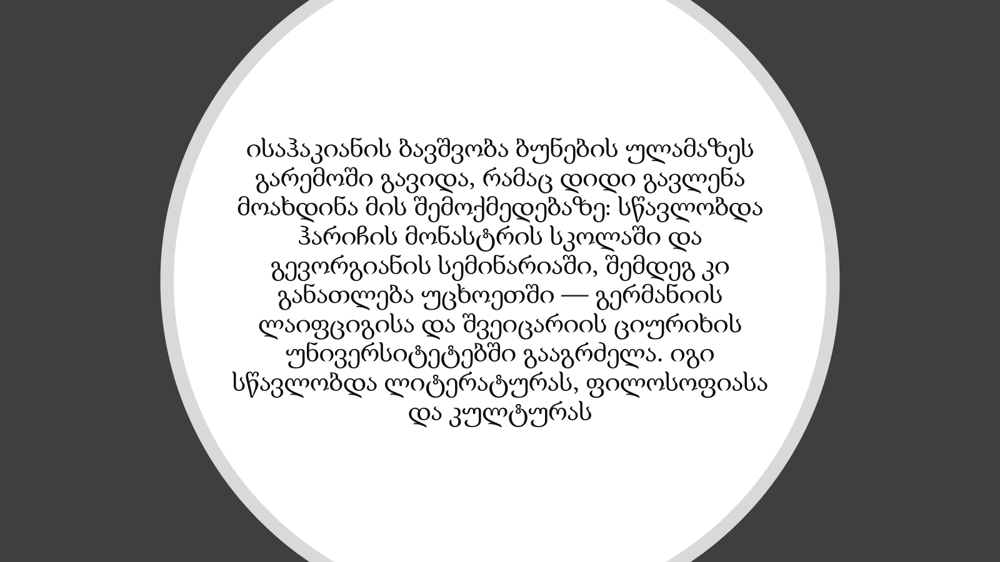 ისაჰაკიანის ბავშვობა ბუნების ულამაზეს
გარემოში გავიდა, რამაც დიდი გავლენა
მოახდინა მის შემოქმედებაზე: სწავლობდა
ჰარიჩის მონასტრის სკოლაში და
გევორგიანის სემინარიაში, შემდეგ კი
განათლება უცხოეთში — გერმანიის
ლაიფციგისა და შვეიცარიის ციურიხის
უნივერსიტეტებში გააგრძელა. იგი
სწავლობდა ლიტერატურას, ფილოსოფიასა
და კულტურას